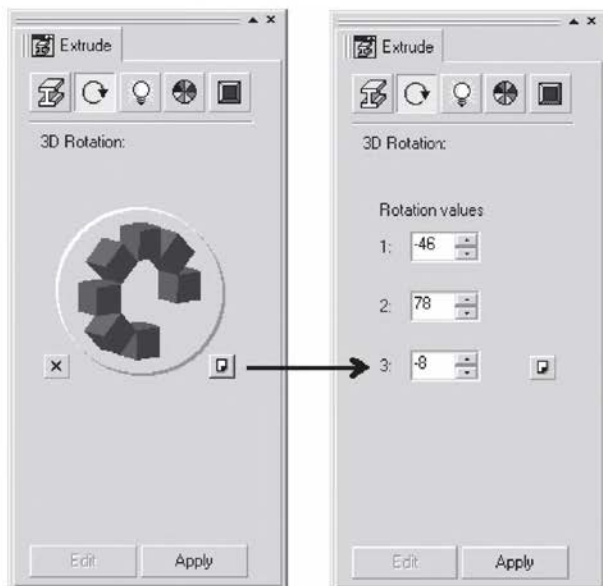 Extrude
3D Rotation:
Edit
Apply
Extrude
3D Rotation:
Rotation values
1: -46
2: 78
3: -8
Edit
Apply